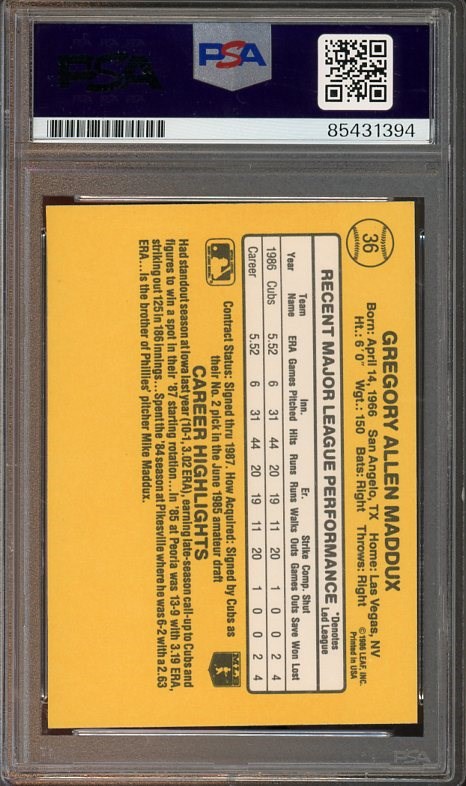 PSA
PSA
85431394
36
GREGORY ALLEN MADDUX
Born: April 14, 1966 San Angelo, TX Home: Las Vegas, NV
Ht.: 6'0" Wgt.: 150 Bats: Right Throws: Right
©1986 LEAF, INC.
Printed in USA
RECENT MAJOR LEAGUE PERFORMANCE
*Denotes
Led League
Team Inn. Er. Strike Comp. Shut
Year Name ERA Games Pitched Hits Runs Runs Walks Outs Games Outs Save Won Lost
1986 Cubs 5.52 6 31 44 20 19 11 20 1 0 0 2 4
Career 5.52 6 31 44 20 19 11 20 1 0 0 2 4
Contract Status: Signed thru 1987. How Acquired: Signed by Cubs as
their No. 2 pick in the June 1985 amateur draft
CAREER HIGHLIGHTS
Had standout season at Iowa last year (10-1, 3.02 ERA), earning late-season call-up to Cubs and
figures to win a spot in their '87 starting rotation...In '85 at Peoria was 13-9 with 3.19 ERA,
striking out 125 in 186 innings...Spent the '84 season at Pikesville where he was 6-2 with a 2.63
ERA...Is the brother of Phillies' pitcher Mike Maddux.
PSA